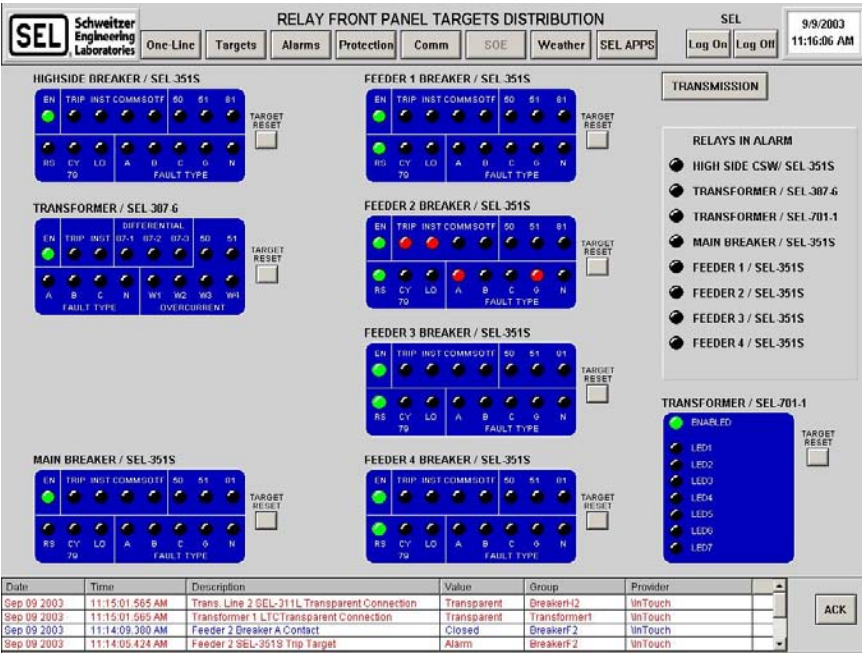 SEL Schweitzer Engineering Laboratories
RELAY FRONT PANEL TARGETS DISTRIBUTION
One-Line Targets Alarms Protection Comm SOE Weather SEL APPS
SEL
Log On Log Off
9/9/2003
11:16:06 AM
HIGHSIDE BREAKER / SEL-351S
EN TRIP INST COMM SOTF 50 51 81
TARGET RESET
RS CY LO A B C G N
79 FAULT TYPE
TRANSFORMER / SEL-387-6
DIFFERENTIAL
EN TRIP INST 87-1 87-2 87-3 50 51
TARGET RESET
A B C N W1 W2 W3 W4
FAULT TYPE OVERCURRENT
MAIN BREAKER / SEL-351S
EN TRIP INST COMM SOTF 50 51 81
TARGET RESET
RS CY LO A B C G N
79 FAULT TYPE
FEEDER 1 BREAKER / SEL-351S
EN TRIP INST COMM SOTF 50 51 81
TARGET RESET
RS CY LO A B C G N
79 FAULT TYPE
FEEDER 2 BREAKER / SEL-351S
EN TRIP INST COMM SOTF 50 51 81
TARGET RESET
RS CY LO A B C G N
79 FAULT TYPE
FEEDER 3 BREAKER / SEL-351S
EN TRIP INST COMM SOTF 50 51 81
TARGET RESET
RS CY LO A B C G N
79 FAULT TYPE
FEEDER 4 BREAKER / SEL-351S
EN TRIP INST COMM SOTF 50 51 81
TARGET RESET
RS CY LO A B C G N
79 FAULT TYPE
TRANSMISSION
RELAYS IN ALARM
HIGH SIDE CSW/ SEL-351S
TRANSFORMER / SEL-387-6
TRANSFORMER / SEL-701-1
MAIN BREAKER / SEL-351S
FEEDER 1 / SEL-351S
FEEDER 2 / SEL-351S
FEEDER 3 / SEL-351S
FEEDER 4 / SEL-351S
TRANSFORMER / SEL-701-1
ENABLED
TARGET RESET
LED1
LED2
LED3
LED4
LED5
LED6
LED7
Date Time Description Value Group Provider
Sep 09 2003 11:15:01.565 AM Trans. Line 2 SEL-311L Transparent Connection Transparent BreakerH2 \InTouch
Sep 09 2003 11:15:01.565 AM Transformer 1 LTCTransparent Connection Transparent Transformer1 \InTouch
Sep 09 2003 11:14:09.380 AM Feeder 2 Breaker A Contact Closed BreakerF2 \InTouch
Sep 09 2003 11:14:05.424 AM Feeder 2 SEL-351S Trip Target Alarm BreakerF2 \InTouch
ACK